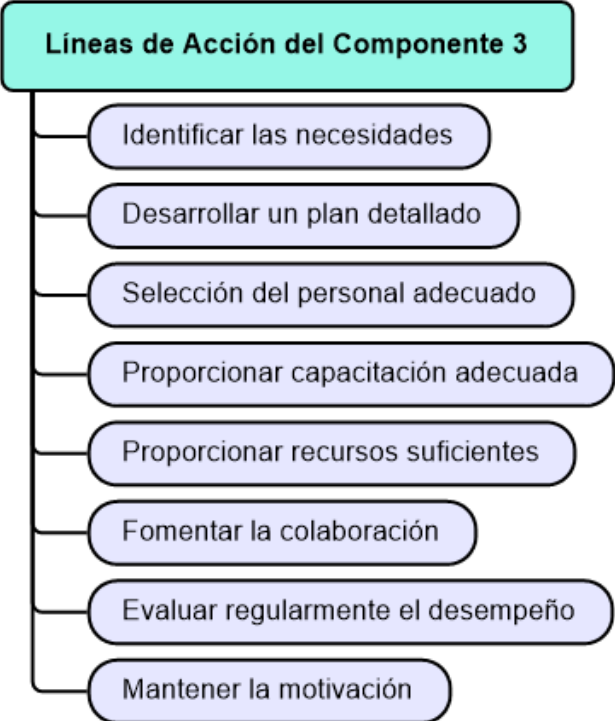 Líneas de Acción del Componente 3
Identificar las necesidades
Desarrollar un plan detallado
Selección del personal adecuado
Proporcionar capacitación adecuada
Proporcionar recursos suficientes
Fomentar la colaboración
Evaluar regularmente el desempeño
Mantener la motivación